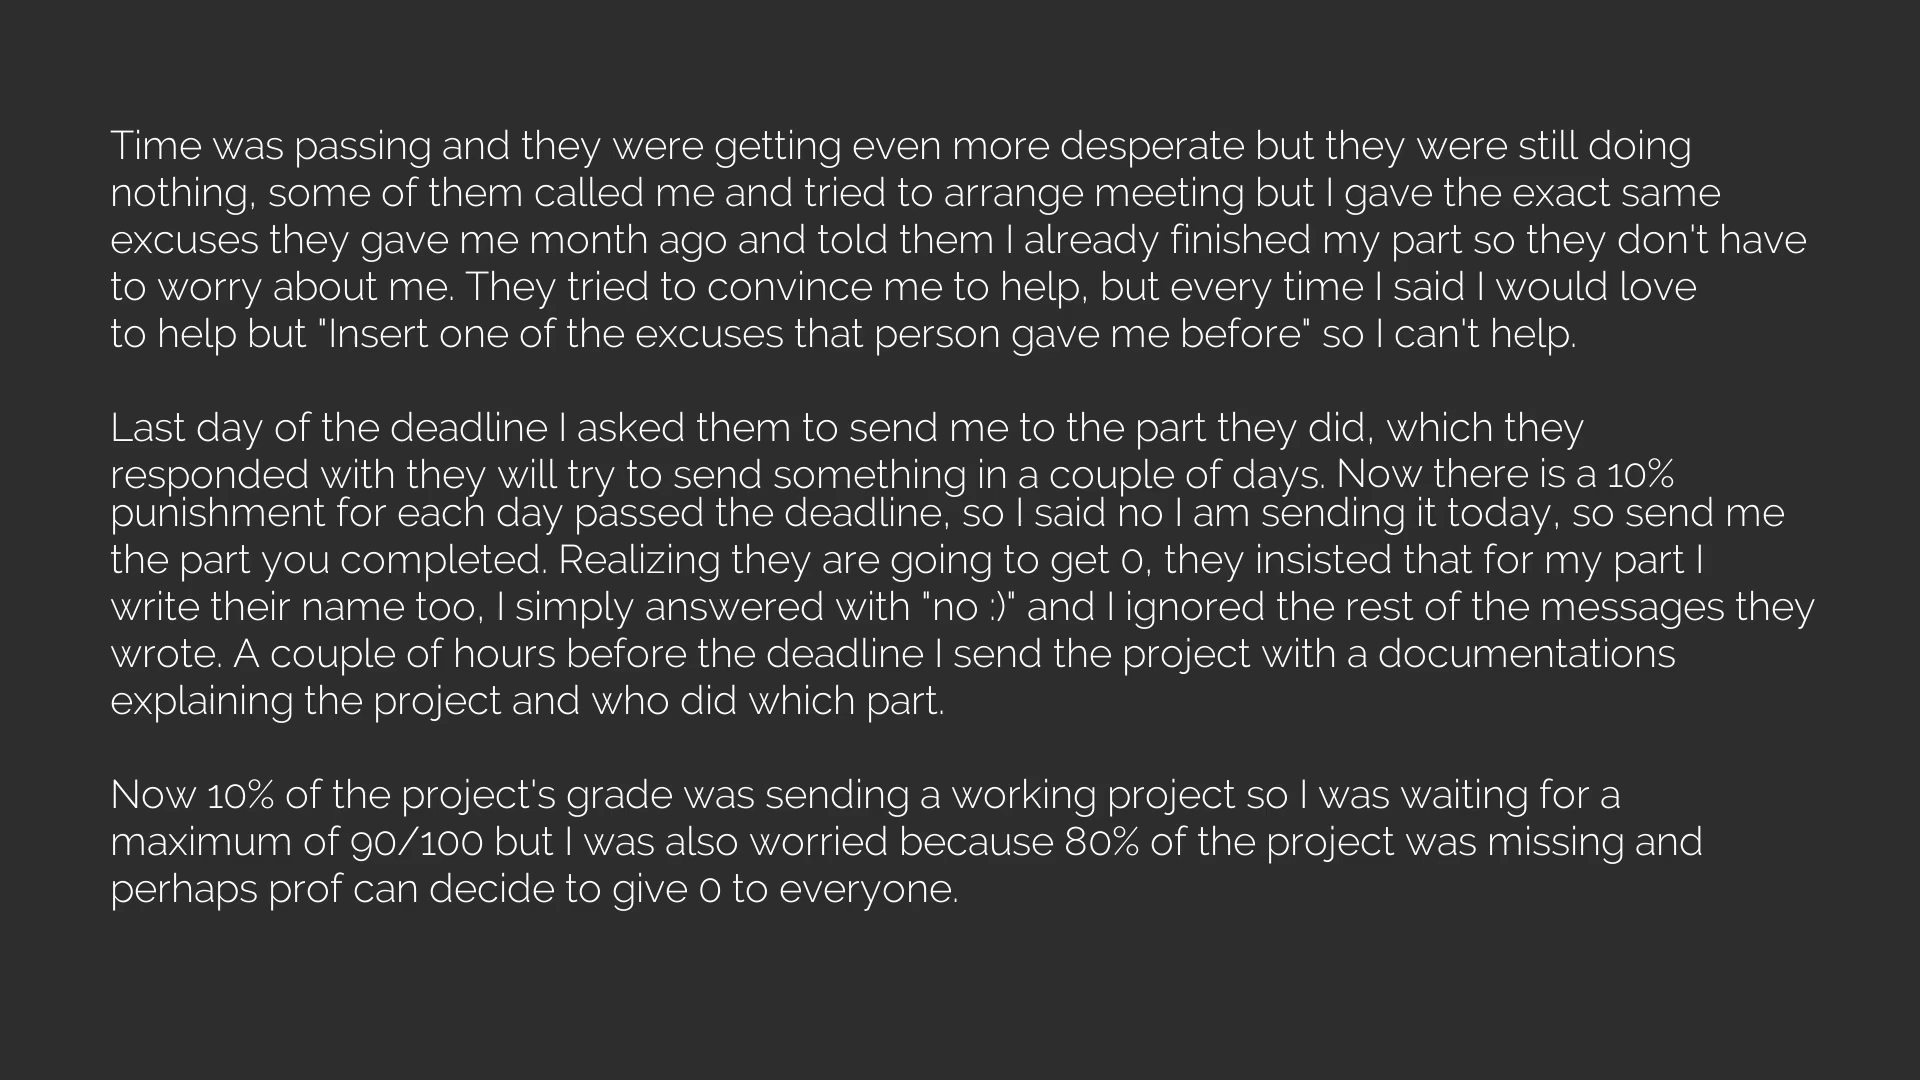 Time was passing and they were getting even more desperate but they were still doing
nothing, some of them called me and tried to arrange meeting but I gave the exact same
excuses they gave me month ago and told them I already finished my part so they don't have
to worry about me. They tried to convince me to help, but every time I said I would love
to help but "Insert one of the excuses that person gave me before" so I can't help.
Last day of the deadline I asked them to send me to the part they did, which they
responded with they will try to send something in a couple of days. Now there is a 10%
punishment for each day passed the deadline, so I said no I am sending it today, so send me
the part you completed. Realizing they are going to get 0, they insisted that for my part I
write their name too, I simply answered with "no :)" and I ignored the rest of the messages they
wrote. A couple of hours before the deadline I send the project with a documentations
explaining the project and who did which part.
Now 10% of the project's grade was sending a working project so I was waiting for a
maximum of 90/100 but I was also worried because 80% of the project was missing and
perhaps prof can decide to give 0 to everyone.